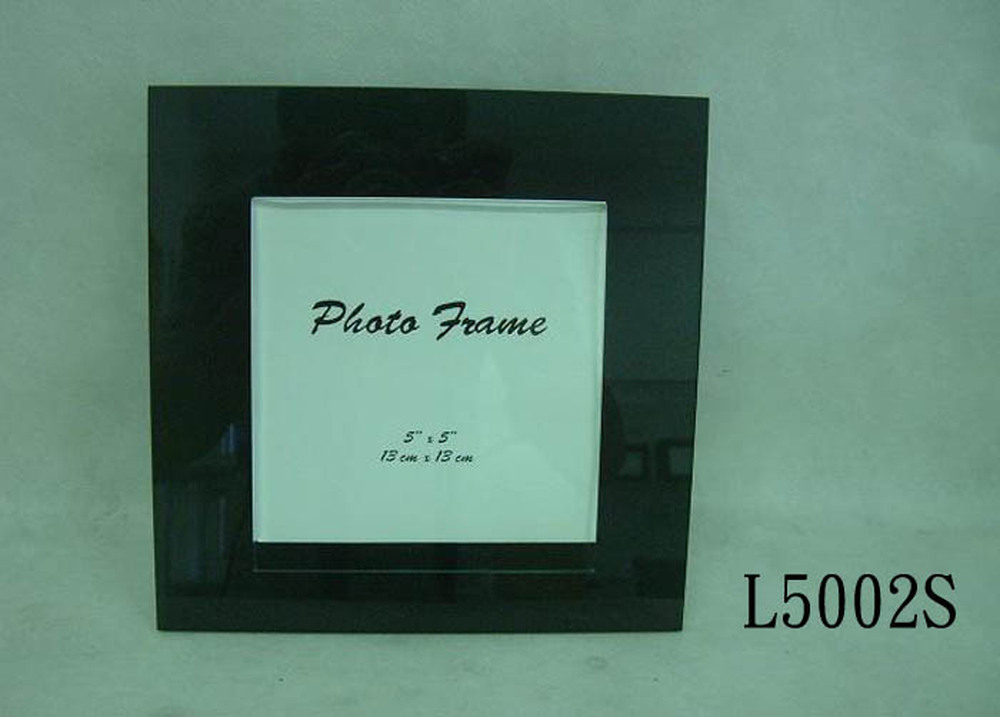 Photo Frame
5" x 5"
13 cm x 13 cm
L5002S